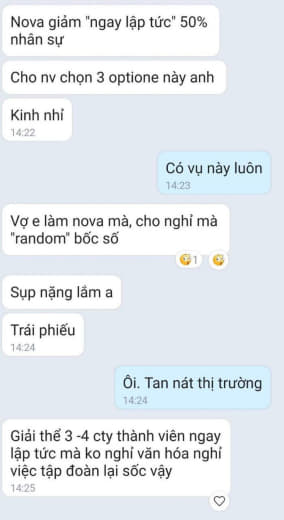 Nova giảm "ngay lập tức" 50%
nhân sự
Cho nv chọn 3 optione này anh
Kinh nhỉ
14:22
Có vụ này luôn
14:23
Vợ e làm nova mà, cho nghỉ mà
"random" bốc số
1
Sụp nặng lắm a
Trái phiếu
14:24
Ôi. Tan nát thị trường
14:24
Giải thể 3 -4 cty thành viên ngay
lập tức mà ko nghỉ văn hóa nghỉ
việc tập đoàn lại sốc vậy
14:25